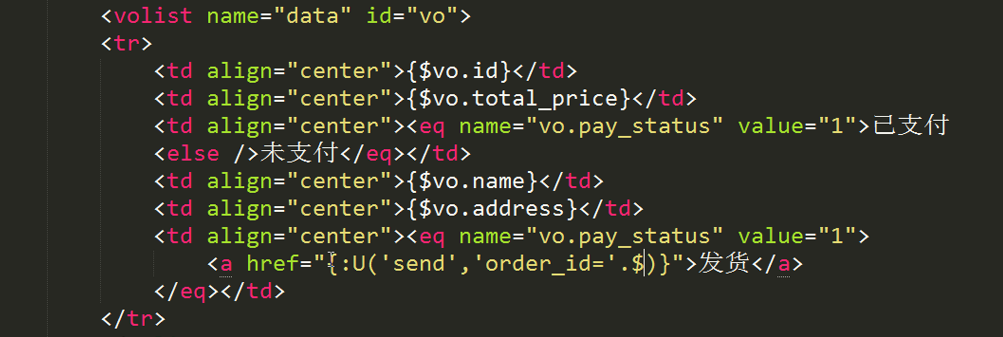 <volist name="data" id="vo">
<tr>
<td align="center">{$vo.id}</td>
<td align="center">{$vo.total_price}</td>
<td align="center"><eq name="vo.pay_status" value="1">已支付
<else />未支付</eq></td>
<td align="center">{$vo.name}</td>
<td align="center">{$vo.address}</td>
<td align="center"><eq name="vo.pay_status" value="1">
<a href="{:U('send','order_id='.$)}">发货</a>
</eq></td>
</tr>